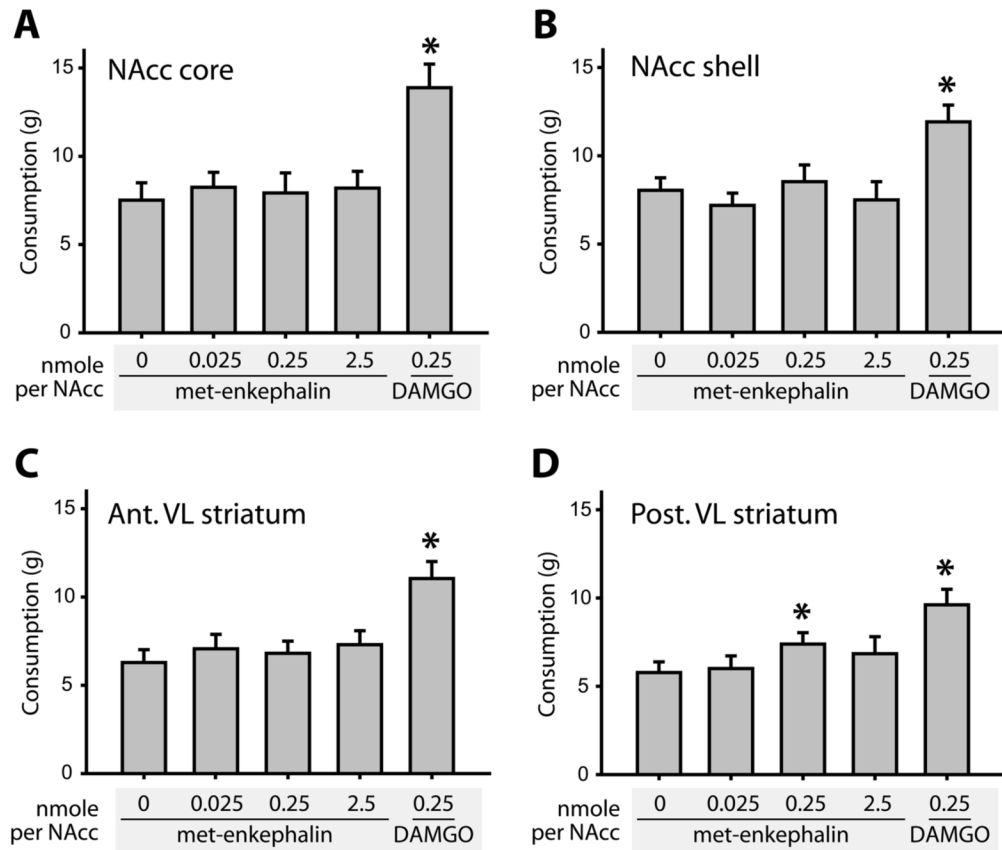 A
NAcc core
*
15
10
5
0
Consumption (g)
nmole
per NAcc
0 0.025 0.25 2.5 0.25
met-enkephalin DAMGO
B
NAcc shell
*
15
10
5
0
Consumption (g)
nmole
per NAcc
0 0.025 0.25 2.5 0.25
met-enkephalin DAMGO
C
Ant. VL striatum
*
15
10
5
0
Consumption (g)
nmole
per NAcc
0 0.025 0.25 2.5 0.25
met-enkephalin DAMGO
D
Post. VL striatum
* *
15
10
5
0
Consumption (g)
nmole
per NAcc
0 0.025 0.25 2.5 0.25
met-enkephalin DAMGO